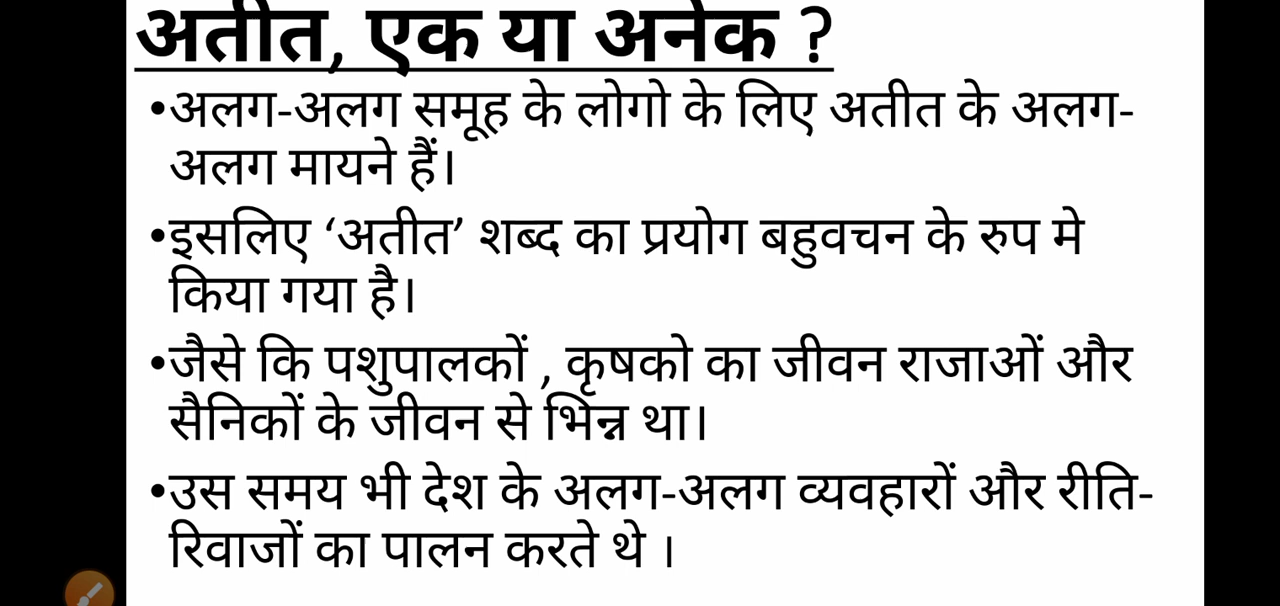 अतीत, एक या अनेक ?
•अलग-अलग समूह के लोगो के लिए अतीत के अलग-
अलग मायने हैं।
•इसलिए ‘अतीत’ शब्द का प्रयोग बहुवचन के रुप मे
किया गया है।
•जैसे कि पशुपालकों , कृषको का जीवन राजाओं और
सैनिकों के जीवन से भिन्न था।
•उस समय भी देश के अलग-अलग व्यवहारों और रीति-
रिवाजों का पालन करते थे ।